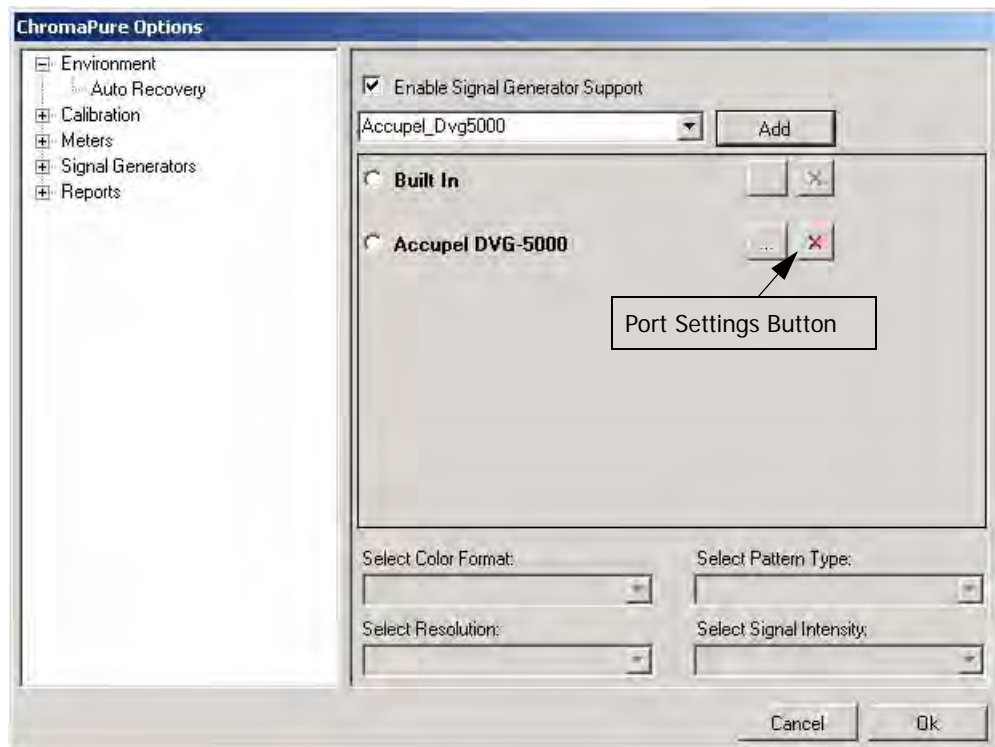 ChromaPure Options
Environment
Auto Recovery
Calibration
Meters
Signal Generators
Reports
Enable Signal Generator Support
Accupel_Dvg5000
Add
Built In
Accupel DVG-5000
...
Port Settings Button
Select Color Format:
Select Pattern Type:
Select Resolution:
Select Signal Intensity:
Cancel
Ok